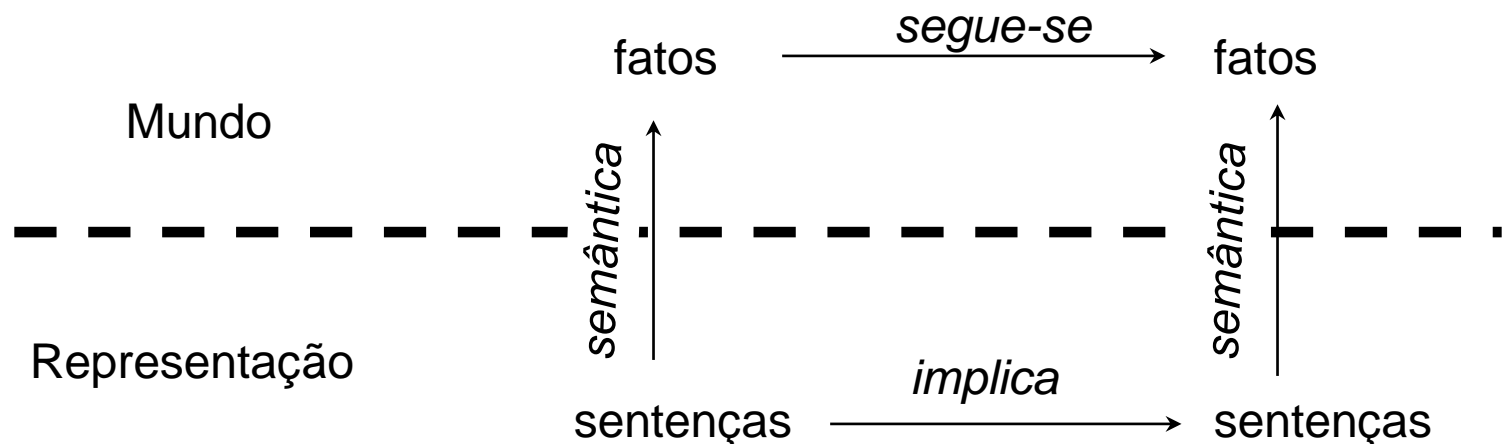 segue-se
fatos fatos
Mundo
semântica semântica
Representação
implica
sentenças sentenças